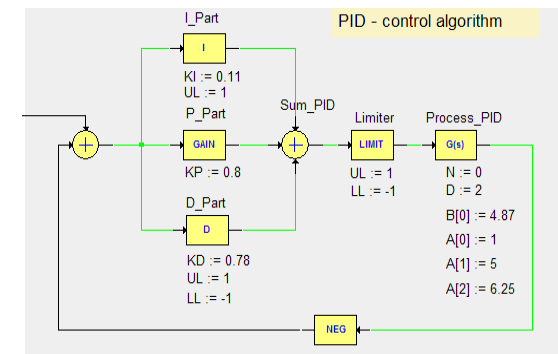 I_Part
PID - control algorithm
I
KI := 0.11
UL := 1
P_Part
Sum_PID
Limiter
Process_PID
+
GAIN
+
LIMIT
G(s)
KP := 0.8
UL := 1
LL := -1
N := 0
D := 2
B[0] := 4.87
A[0] := 1
A[1] := 5
A[2] := 6.25
D_Part
D
KD := 0.78
UL := 1
LL := -1
NEG